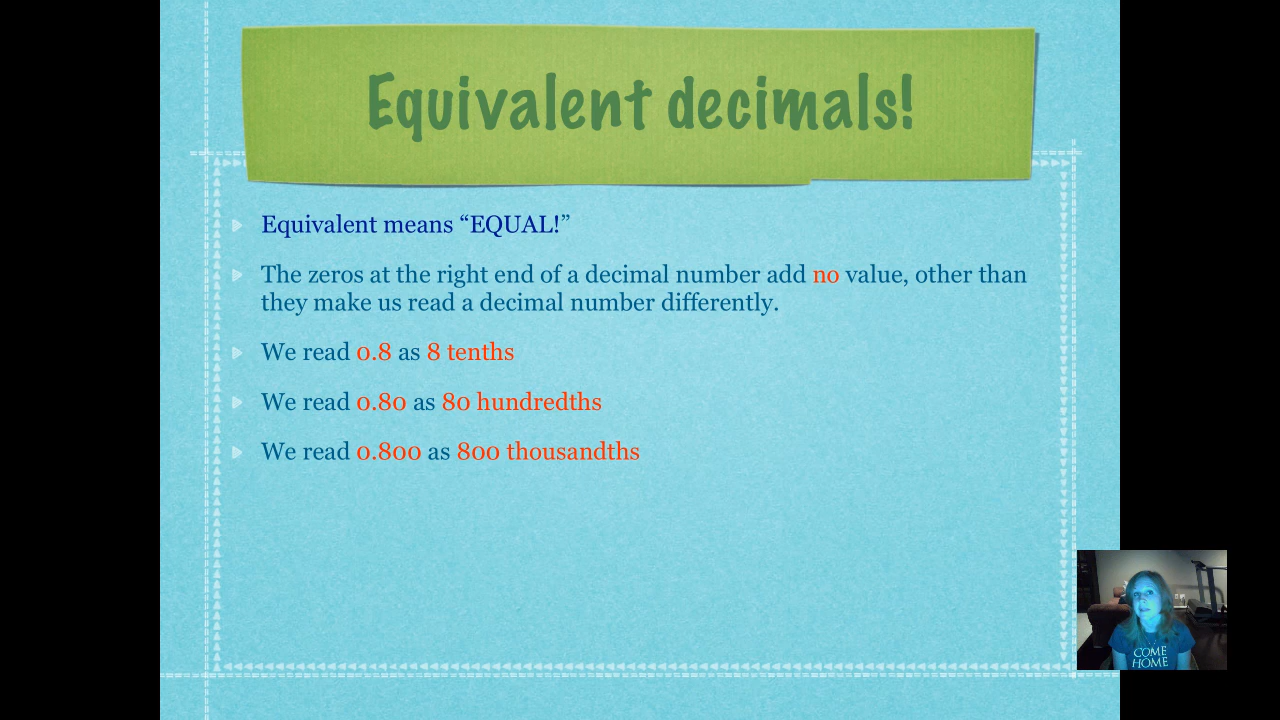 Equivalent decimals!
Equivalent means “EQUAL!”
The zeros at the right end of a decimal number add no value, other than
they make us read a decimal number differently.
We read 0.8 as 8 tenths
We read 0.80 as 80 hundredths
We read 0.800 as 800 thousandths
COME
HOME